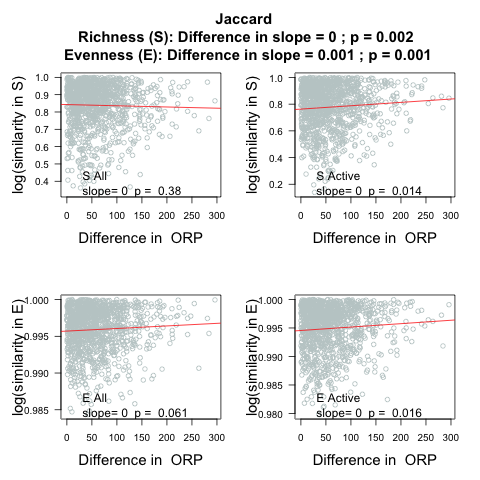 Jaccard
Richness (S): Difference in slope = 0 ; p = 0.002
Evenness (E): Difference in slope = 0.001 ; p = 0.001
log(similarity in S)
1.0
0.9
0.8
0.7
0.6
0.5
0.4
S All
slope= 0 p = 0.38
0 50 100 150 200 250 300
Difference in ORP
log(similarity in S)
1.0
0.8
0.6
0.4
0.2
S Active
slope= 0 p = 0.014
0 50 100 150 200 250 300
Difference in ORP
log(similarity in E)
1.000
0.995
0.990
0.985
E All
slope= 0 p = 0.061
0 50 100 150 200 250 300
Difference in ORP
log(similarity in E)
1.000
0.995
0.990
0.985
0.980
E Active
slope= 0 p = 0.016
0 50 100 150 200 250 300
Difference in ORP